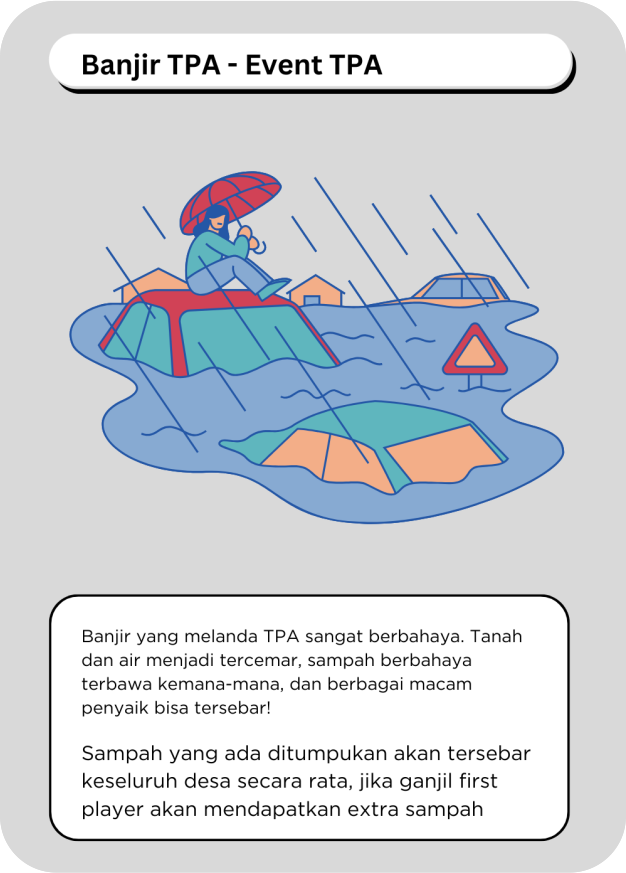 Banjir TPA - Event TPA
Banjir yang melanda TPA sangat berbahaya. Tanah
dan air menjadi tercemar, sampah berbahaya
terbawa kemana-mana, dan berbagai macam
penyaik bisa tersebar!
Sampah yang ada ditumpukan akan tersebar
keseluruh desa secara rata, jika ganjil first
player akan mendapatkan extra sampah